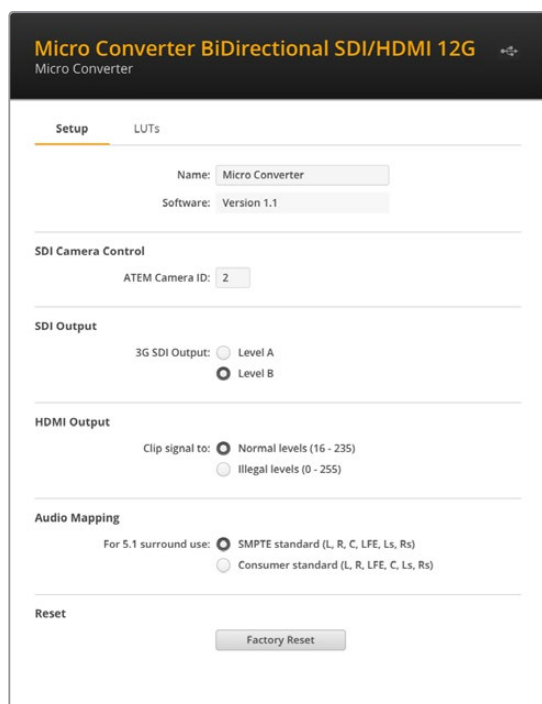 Micro Converter BiDirectional SDI/HDMI 12G
Micro Converter
Setup LUTs
Name: Micro Converter
Software: Version 1.1
SDI Camera Control
ATEM Camera ID: 2
SDI Output
3G SDI Output: Level A
Level B
HDMI Output
Clip signal to: Normal levels (16 - 235)
Illegal levels (0 - 255)
Audio Mapping
For 5.1 surround use: SMPTE standard (L, R, C, LFE, Ls, Rs)
Consumer standard (L, R, LFE, C, Ls, Rs)
Reset
Factory Reset